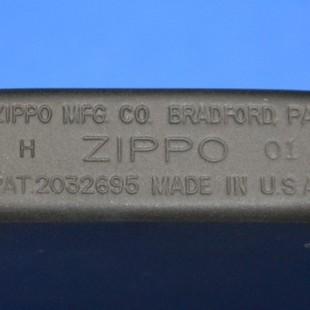 ZIPPO MFG. CO. BRADFORD, PA
H ZIPPO 01
PAT.2032695 MADE IN U.S.A